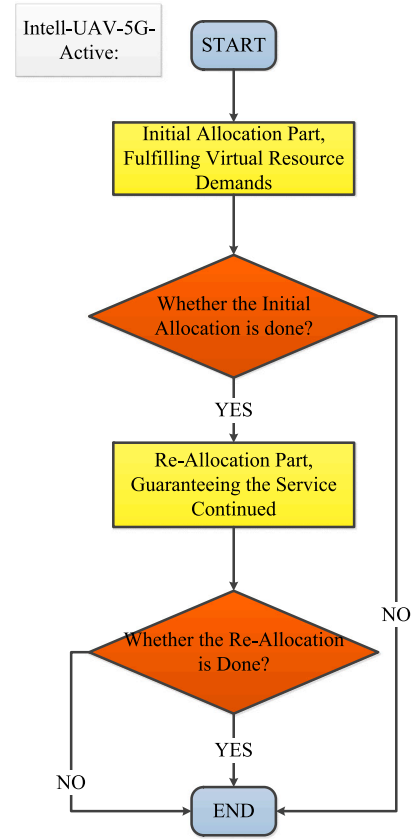 Intell-UAV-5G-
Active:
START
Initial Allocation Part,
Fulfilling Virtual Resource
Demands
Whether the Initial
Allocation is done?
YES
Re-Allocation Part,
Guaranteeing the Service
Continued
NO
Whether the Re-Allocation
is Done?
YES
NO
END